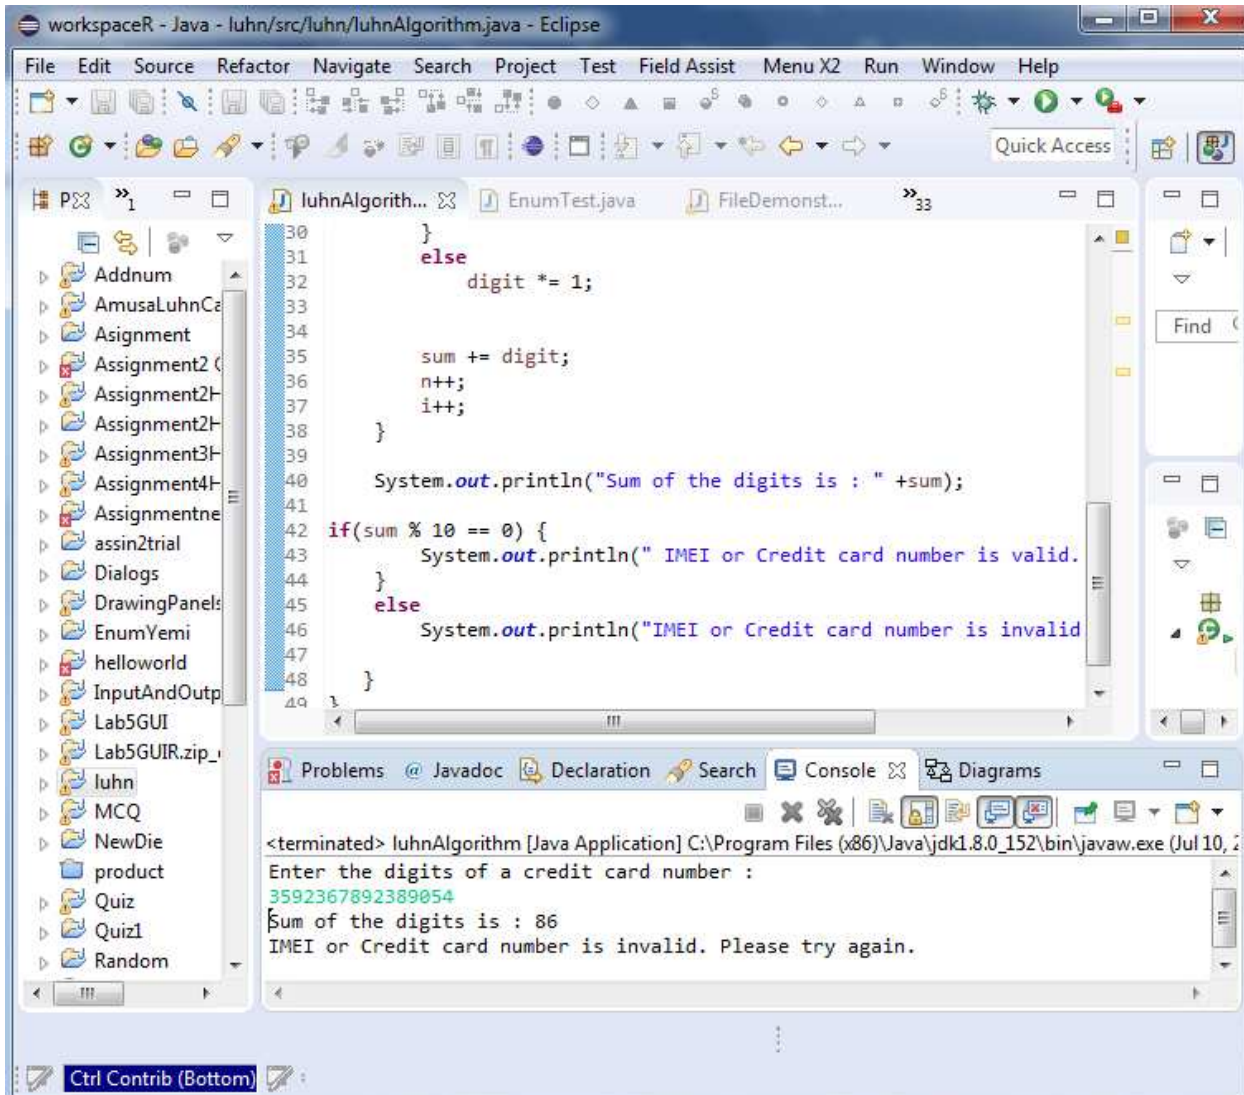 workspaceR - Java - luhn/src/luhn/luhnAlgorithm.java - Eclipse
File Edit Source Refactor Navigate Search Project Test Field Assist Menu X2 Run Window Help
Quick Access
P
1
luhnAlgorith...
EnumTest.java
FileDemonst...
33
Addnum
AmusaLuhnCa
Asignment
Assignment2 (
Assignment2H
Assignment2H
Assignment3H
Assignment4H
Assignmentne
assin2trial
Dialogs
DrawingPanels
EnumYemi
helloworld
InputAndOutp
Lab5GUI
Lab5GUIR.zip_
luhn
MCQ
NewDie
product
Quiz
Quiz1
Random
30 }
31 else
32 digit *= 1;
33
34
35 sum += digit;
36 n++;
37 i++;
38 }
39
40 System.out.println("Sum of the digits is : " +sum);
41
42 if(sum % 10 == 0) {
43 System.out.println(" IMEI or Credit card number is valid.
44 }
45 else
46 System.out.println("IMEI or Credit card number is invalid
47
48 }
49 }
Find
Problems @ Javadoc Declaration Search Console Diagrams
<terminated> luhnAlgorithm [Java Application] C:\Program Files (x86)\Java\jdk1.8.0_152\bin\javaw.exe (Jul 10, 2
Enter the digits of a credit card number :
3592367892389054
Sum of the digits is : 86
IMEI or Credit card number is invalid. Please try again.
Ctrl Contrib (Bottom)